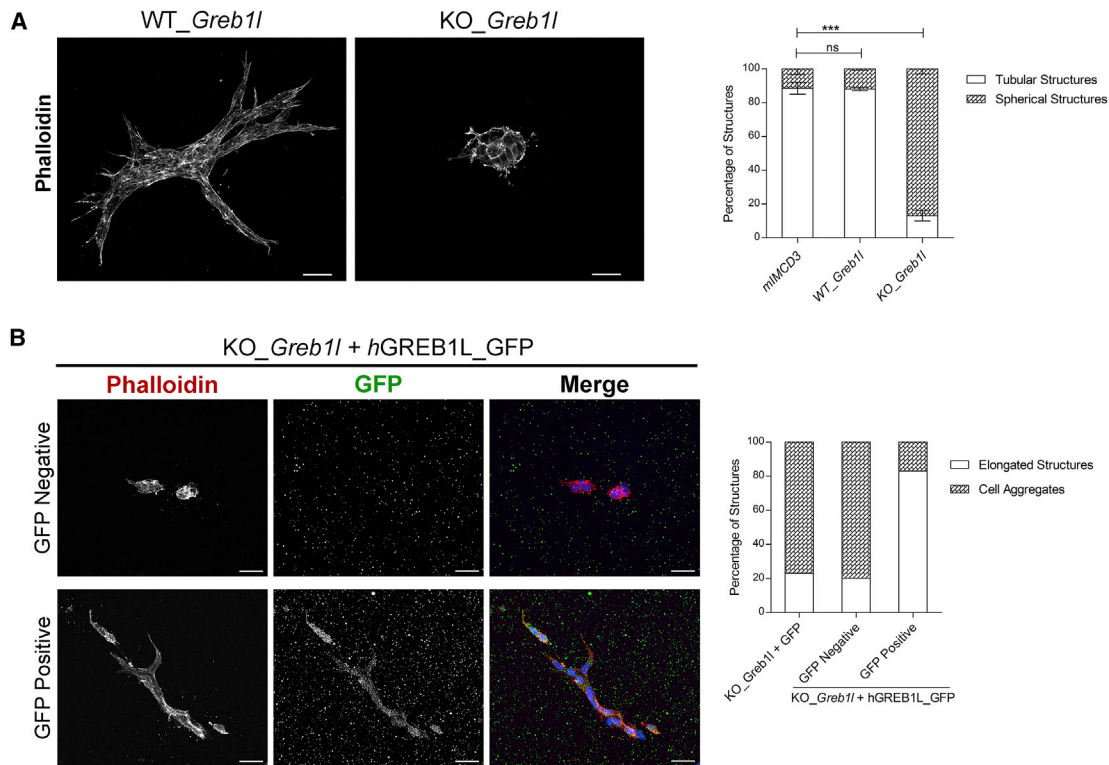 A
WT_Greb1l
KO_Greb1l
Phalloidin
***
ns
100
80
60
40
20
0
Percentage of Structures
mIMCD3
WT_Greb1l
KO_Greb1l
Tubular Structures
Spherical Structures
B
KO_Greb1l + hGREB1L_GFP
Phalloidin
GFP
Merge
GFP Negative
GFP Positive
100
80
60
40
20
0
Percentage of Structures
KO_Greb1l + GFP
GFP Negative
GFP Positive
KO_Greb1l + hGREB1L_GFP
Elongated Structures
Cell Aggregates